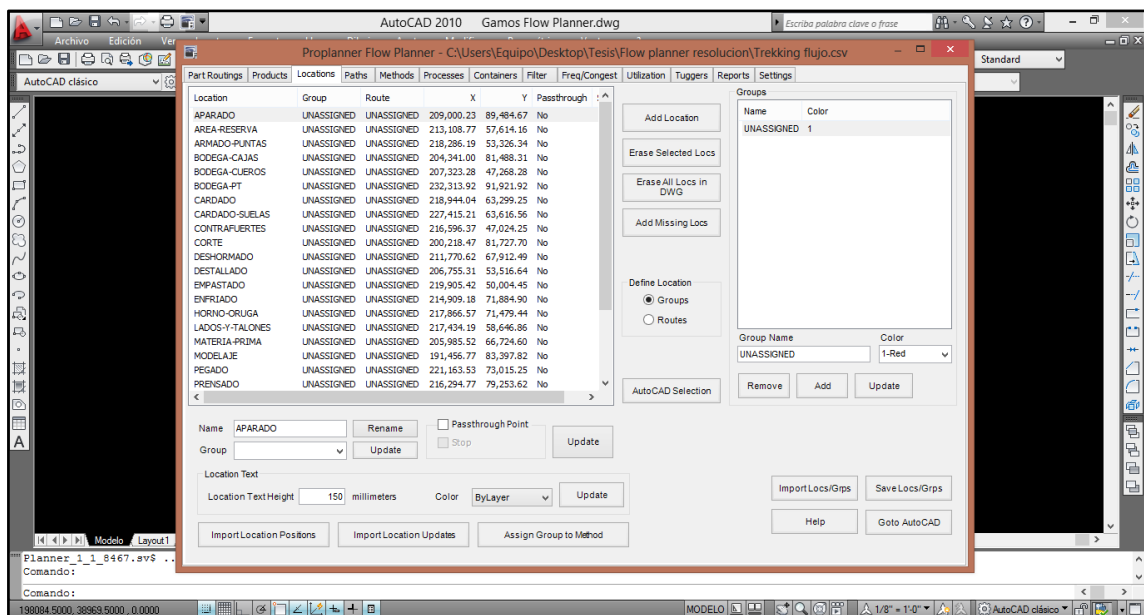 AutoCAD 2010 Gamos Flow Planner.dwg
Escriba palabra clave o frase
Archivo Edición Ver
AutoCAD clásico
Standard
Proplanner Flow Planner - C:\Users\Equipo\Desktop\Tesis\Flow planner resolucion\Trekking flujo.csv
Part Routings Products Locations Paths Methods Processes Containers Filter Freq/Congest Utilization Tuggers Reports Settings
Location Group Route X Y Passthrough
APARADO UNASSIGNED UNASSIGNED 209,000.23 89,484.67 No
AREA-RESERVA UNASSIGNED UNASSIGNED 213,108.77 57,614.16 No
ARMADO-PUNTAS UNASSIGNED UNASSIGNED 218,286.19 53,326.34 No
BODEGA-CAJAS UNASSIGNED UNASSIGNED 204,341.00 81,488.31 No
BODEGA-CUEROS UNASSIGNED UNASSIGNED 207,323.28 47,268.28 No
BODEGA-PT UNASSIGNED UNASSIGNED 232,313.92 91,921.92 No
CARDADO UNASSIGNED UNASSIGNED 218,944.04 63,299.25 No
CARDADO-SUELAS UNASSIGNED UNASSIGNED 227,415.21 63,616.56 No
CONTRAFUERTES UNASSIGNED UNASSIGNED 216,596.37 47,024.25 No
CORTE UNASSIGNED UNASSIGNED 200,218.47 81,727.70 No
DESHORMADO UNASSIGNED UNASSIGNED 211,770.62 67,912.49 No
DESTALLADO UNASSIGNED UNASSIGNED 206,755.31 53,516.64 No
EMPASTADO UNASSIGNED UNASSIGNED 219,905.42 50,004.45 No
ENFRIADO UNASSIGNED UNASSIGNED 214,909.18 71,884.90 No
HORNO-ORUGA UNASSIGNED UNASSIGNED 217,866.57 71,479.44 No
LADOS-Y-TALONES UNASSIGNED UNASSIGNED 217,434.19 58,646.86 No
MATERIA-PRIMA UNASSIGNED UNASSIGNED 205,985.52 66,724.60 No
MODELAJE UNASSIGNED UNASSIGNED 191,456.77 83,397.82 No
PEGADO UNASSIGNED UNASSIGNED 221,163.53 73,015.25 No
PRENSADO UNASSIGNED UNASSIGNED 216,294.77 79,253.62 No
Add Location
Erase Selected Locs
Erase All Locs in
DWG
Add Missing Locs
Define Location
Groups
Routes
AutoCAD Selection
Groups
Name Color
UNASSIGNED 1
Group Name Color
UNASSIGNED 1-Red
Remove Add Update
Name APARADO Rename Passthrough Point
Group Update Stop Update
Location Text
Location Text Height 150 millimeters Color ByLayer Update
Import Location Positions Import Location Updates Assign Group to Method
Import Locs/Grps Save Locs/Grps
Help Goto AutoCAD
Modelo Layout1
Planner_1_1_8467.sv$ ..
Comando:
Comando:
198084.5000, 38969.5000 , 0.0000 MODELO 1/8" = 1'-0" AutoCAD clásico